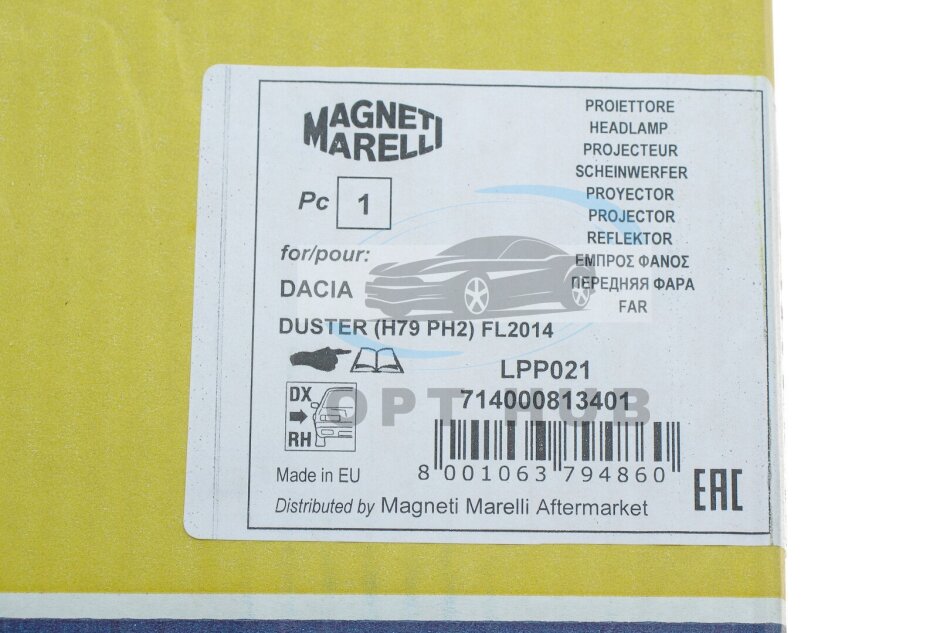 MAGNETI
MARELLI
Pc 1
for/pour:
DACIA
DUSTER (H79 PH2) FL2014
PROIETTORE
HEADLAMP
PROJECTEUR
SCHEINWERFER
PROYECTOR
PROJECTOR
REFLEKTOR
ΕΜΠΡΟΣ ΦΑΝΟΣ
ПЕРЕДНЯЯ ФАРА
FAR
LPP021
714000813401
OPT HUB
DX
RH
8 001063 794860
Made in EU
Distributed by Magneti Marelli Aftermarket
EAC